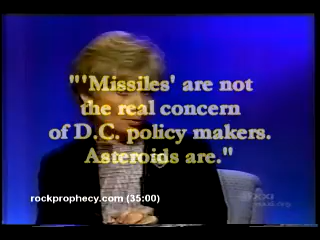 "'Missiles' are not
the real concern
of D.C. policy makers.
Asteroids are."
rockprophecy.com (35:00)